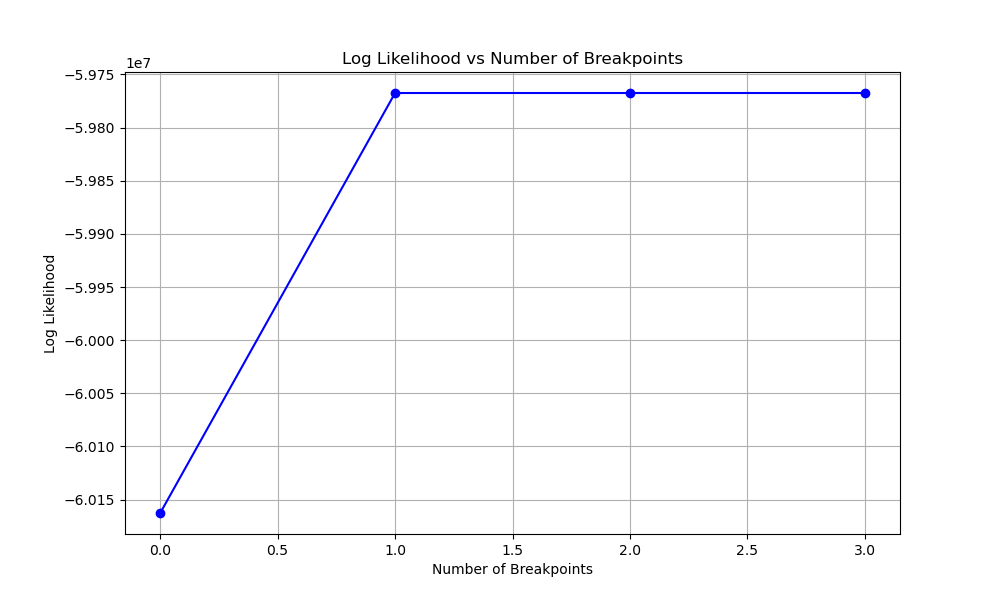 Log Likelihood vs Number of Breakpoints
1e7
−5.975
−5.980
−5.985
−5.990
−5.995
−6.000
−6.005
−6.010
−6.015
Log Likelihood
0.0 0.5 1.0 1.5 2.0 2.5 3.0
Number of Breakpoints